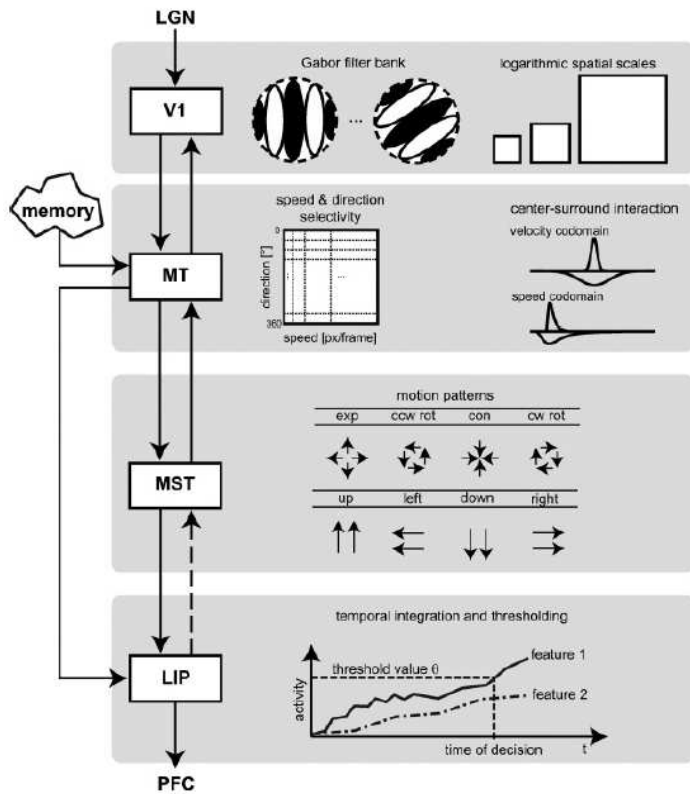 LGN
V1
Gabor filter bank
...
logarithmic spatial scales
memory
MT
speed & direction
selectivity
0
direction [°]
360
...
...
speed [px/frame]
center-surround interaction
velocity codomain
speed codomain
MST
motion patterns
exp ccw rot con cw rot
up left down right
LIP
temporal integration and thresholding
activity
threshold value θ
feature 1
feature 2
time of decision
t
PFC